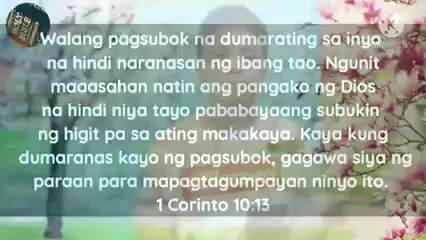 Walang pagsubok na dumarating sa inyo
na hindi naranasan ng ibang tao. Ngunit
maaasahan natin ang pangako ng Dios
na hindi niya tayo pababayaang subukin
ng higit pa sa ating makakaya. Kaya kung
dumaranas kayo ng pagsubok, gagawa siya ng
paraan para mapagtagumpayan ninyo ito.
1 Corinto 10:13